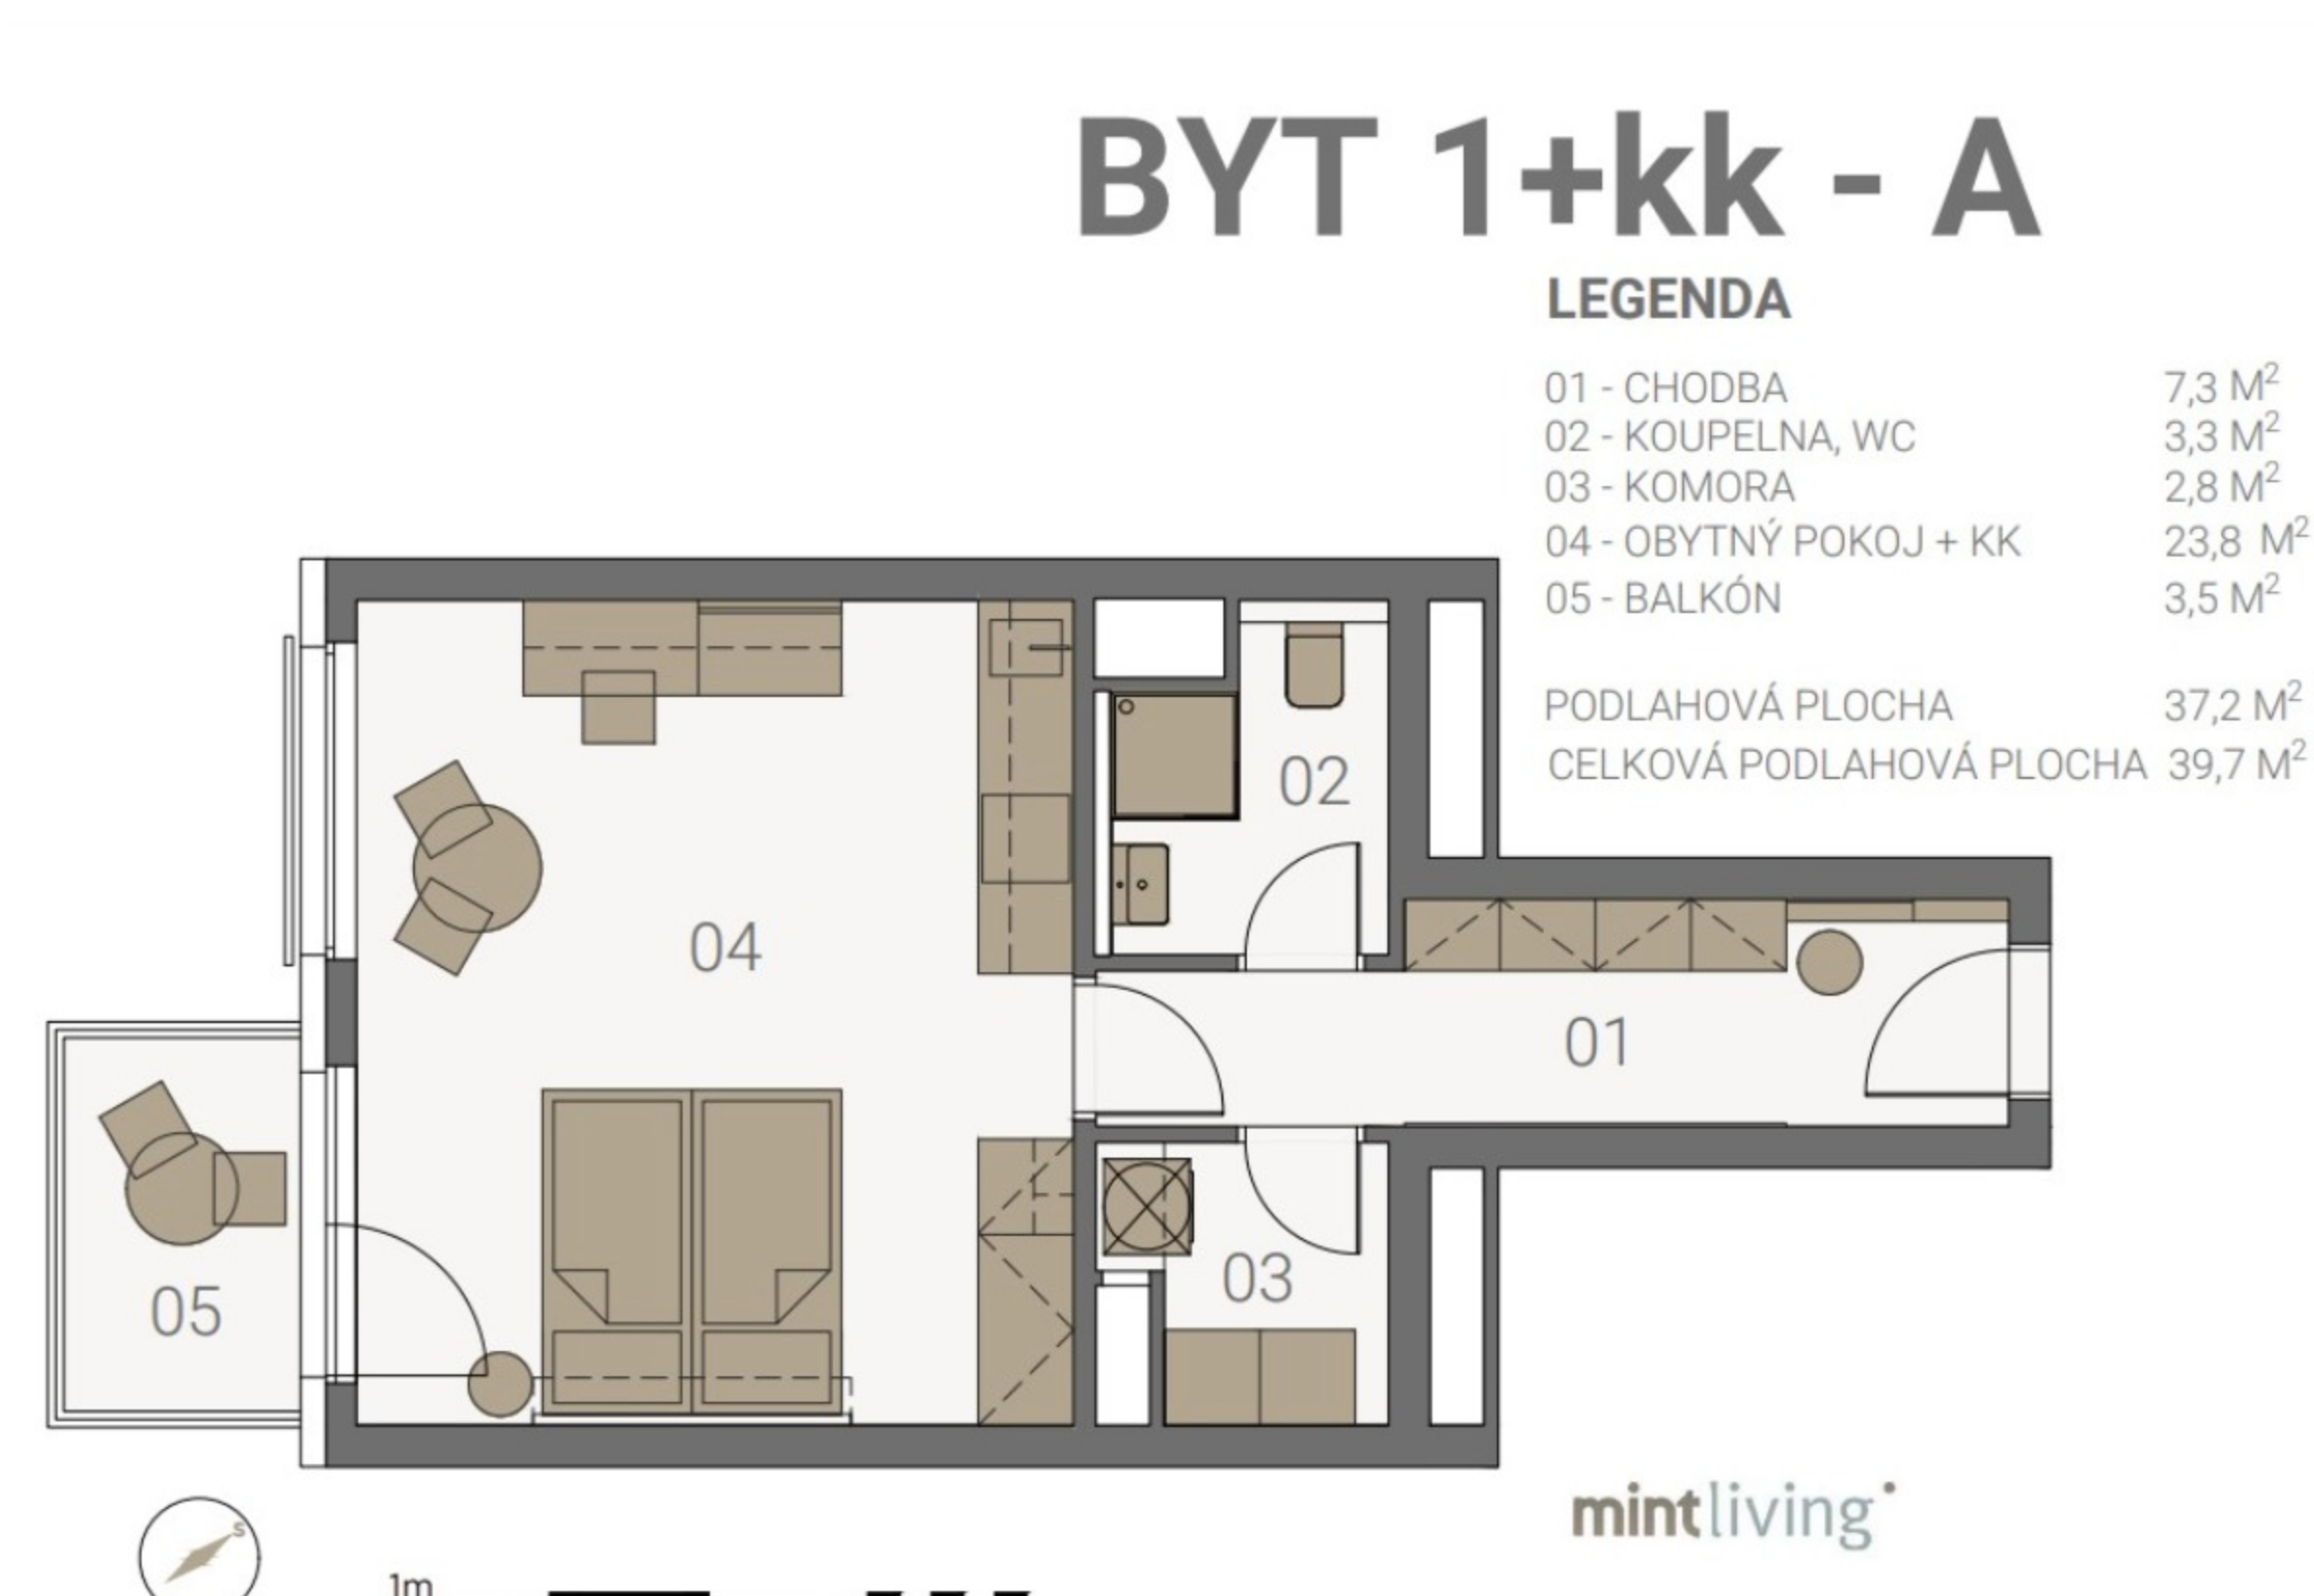 BYT 1+kk - A
LEGENDA
01 - CHODBA 7,3 M²
02 - KOUPELNA, WC 3,3 M²
03 - KOMORA 2,8 M²
04 - OBYTNÝ POKOJ + KK 23,8 M²
05 - BALKÓN 3,5 M²
PODLAHOVÁ PLOCHA 37,2 M²
CELKOVÁ PODLAHOVÁ PLOCHA 39,7 M²
02
04
01
03
05
mintliving
S
1m